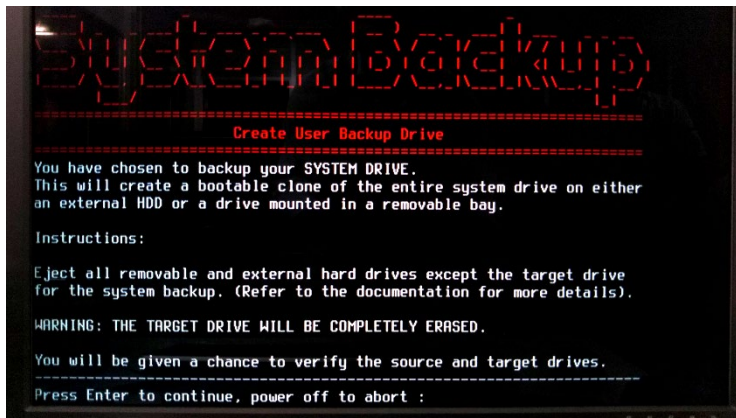 System Backup
Create User Backup Drive
You have chosen to backup your SYSTEM DRIVE.
This will create a bootable clone of the entire system drive on either
an external HDD or a drive mounted in a removable bay.
Instructions:
Eject all removable and external hard drives except the target drive
for the system backup. (Refer to the documentation for more details).
WARNING: THE TARGET DRIVE WILL BE COMPLETELY ERASED.
You will be given a chance to verify the source and target drives.
Press Enter to continue, power off to abort :